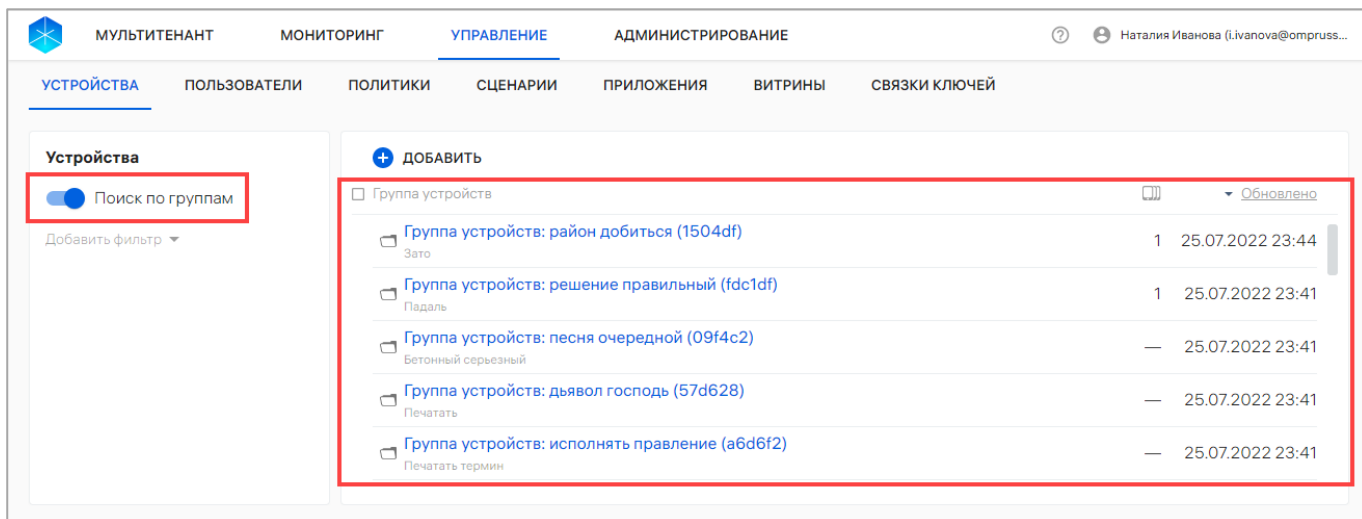 МУЛЬТИТЕНАНТ МОНИТОРИНГ УПРАВЛЕНИЕ АДМИНИСТРИРОВАНИЕ ? Наталия Иванова (i.ivanova@ompruss...
УСТРОЙСТВА ПОЛЬЗОВАТЕЛИ ПОЛИТИКИ СЦЕНАРИИ ПРИЛОЖЕНИЯ ВИТРИНЫ СВЯЗКИ КЛЮЧЕЙ
Устройства
Поиск по группам
Добавить фильтр
ДОБАВИТЬ
Группа устройств Обновлено
Группа устройств: район добиться (1504df) 1 25.07.2022 23:44
Зато
Группа устройств: решение правильный (fdc1df) 1 25.07.2022 23:41
Падаль
Группа устройств: песня очередной (09f4c2) — 25.07.2022 23:41
Бетонный серьезный
Группа устройств: дьявол господь (57d628) — 25.07.2022 23:41
Печатать
Группа устройств: исполнять правление (a6d6f2) — 25.07.2022 23:41
Печатать термин